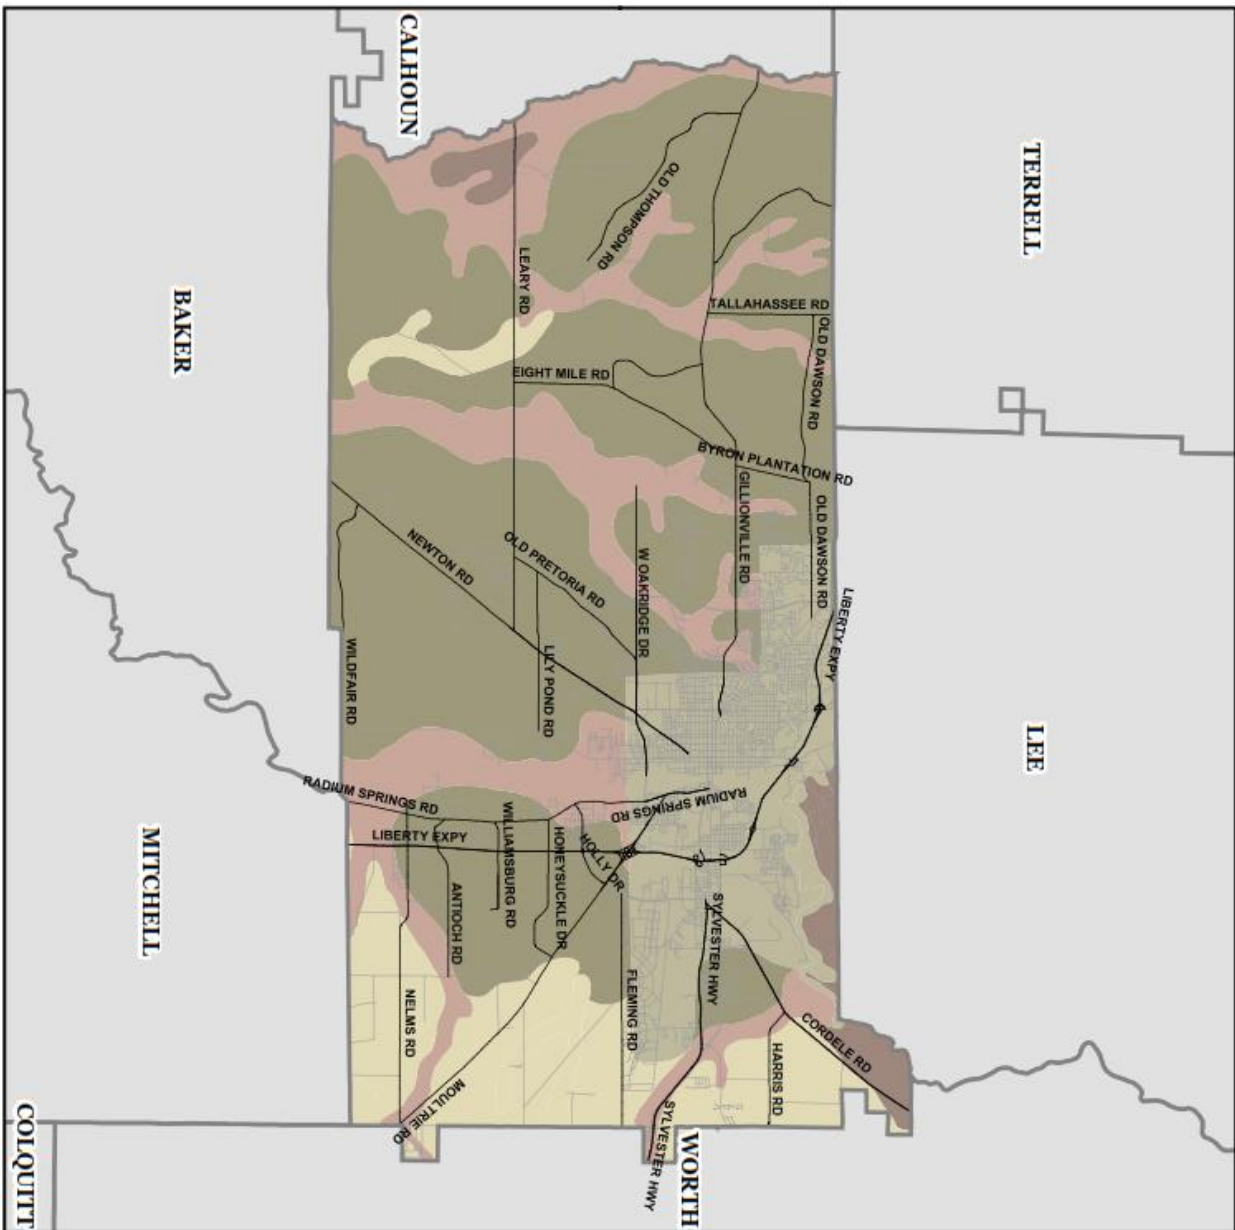 CALHOUN
TERRELL
OLD THOMPSON RD
LEARY RD
TALLAHASSEE RD
OLD DAWSON RD
BAKER
EIGHT MILE RD
BYRON PLANTATION RD
GILLIONVILLE RD
OLD DAWSON RD
NEWTON RD
OLD PRETORIA RD
W OAKRIDGE DR
LIBERTY EXPY
WILDFAIR RD
LILY POND RD
LEE
RADIUM SPRINGS RD
RADIUM SPRINGS RD
LIBERTY EXPY
WILLIAMSBURG RD
HONEYSUCKLE DR
HOLLY DR
MITCHELL
ANTIOCH RD
SYLVESTER HWY
FLEMING RD
NELMS RD
CORDELE RD
HARRIS RD
MOULTRIE RD
SYLVESTER HWY
WORTH
COLQUITT